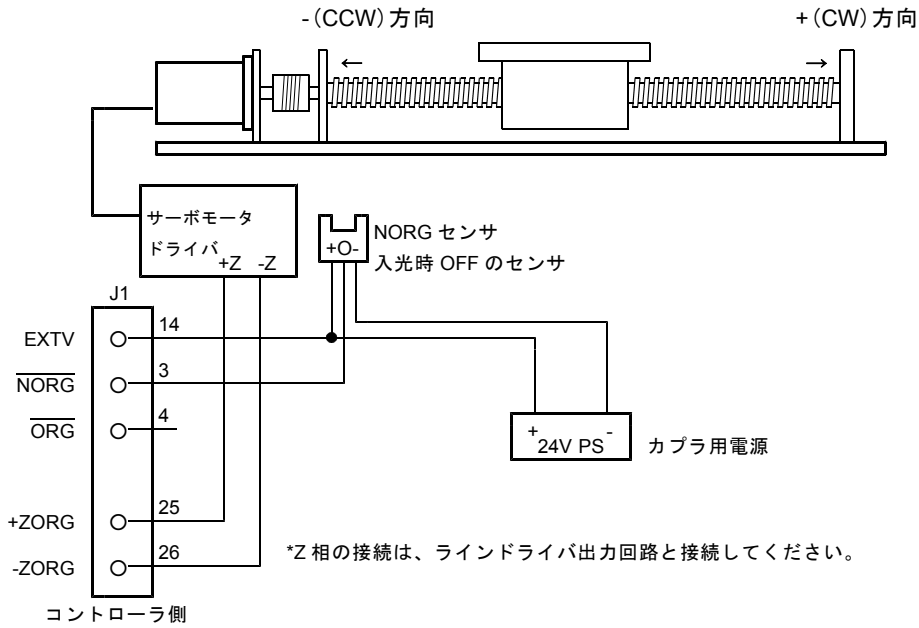 -(CCW)方向
+(CW)方向
←
→
サーボモータ
ドライバ
+Z -Z
NORG センサ
+O-
入光時 OFF のセンサ
J1
EXTV
14
NORG
3
ORG
4
+ -
24V PS
カプラ用電源
+ZORG
25
-ZORG
26
*Z 相の接続は、ラインドライバ出力回路と接続してください。
コントローラ側